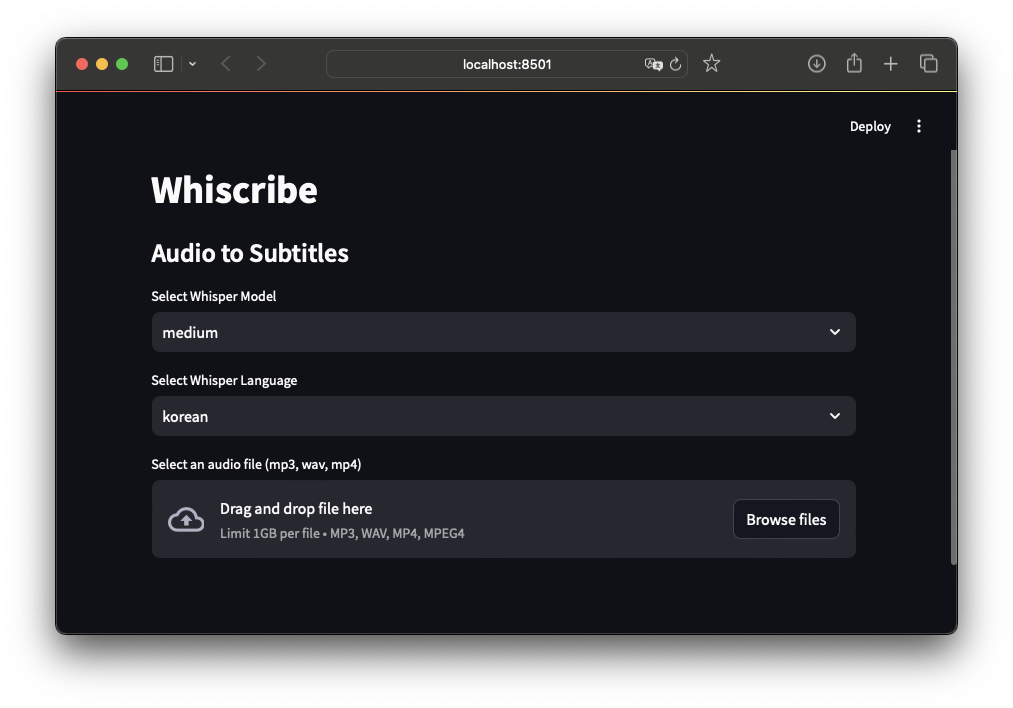 localhost:8501
Deploy
Whiscribe
Audio to Subtitles
Select Whisper Model
medium
Select Whisper Language
korean
Select an audio file (mp3, wav, mp4)
Drag and drop file here
Limit 1GB per file • MP3, WAV, MP4, MPEG4
Browse files